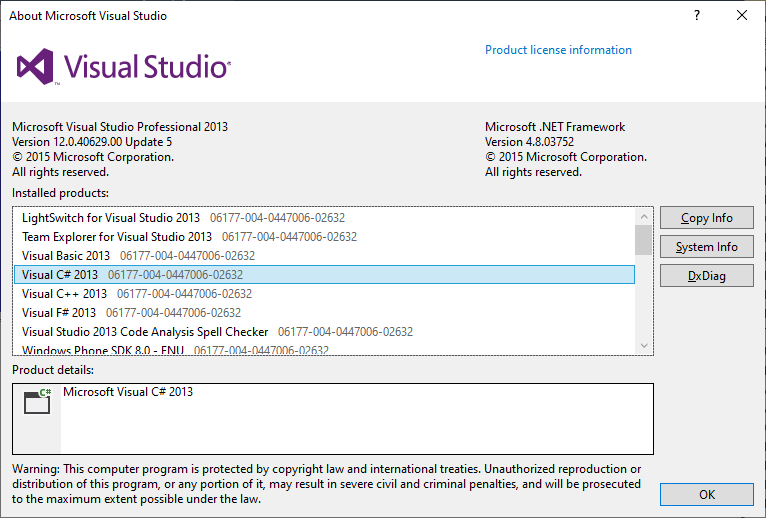 About Microsoft Visual Studio
?
Visual Studio
Product license information
Microsoft Visual Studio Professional 2013
Version 12.0.40629.00 Update 5
© 2015 Microsoft Corporation.
All rights reserved.
Microsoft .NET Framework
Version 4.8.03752
© 2015 Microsoft Corporation.
All rights reserved.
Installed products:
LightSwitch for Visual Studio 2013 06177-004-0447006-02632
Team Explorer for Visual Studio 2013 06177-004-0447006-02632
Visual Basic 2013 06177-004-0447006-02632
Visual C# 2013 06177-004-0447006-02632
Visual C++ 2013 06177-004-0447006-02632
Visual F# 2013 06177-004-0447006-02632
Visual Studio 2013 Code Analysis Spell Checker 06177-004-0447006-02632
Windows Phone SDK 8.0 - ENU 06177-004-0447006-02632
Copy Info
System Info
DxDiag
Product details:
C#
Microsoft Visual C# 2013
Warning: This computer program is protected by copyright law and international treaties. Unauthorized reproduction or
distribution of this program, or any portion of it, may result in severe civil and criminal penalties, and will be prosecuted
to the maximum extent possible under the law.
OK